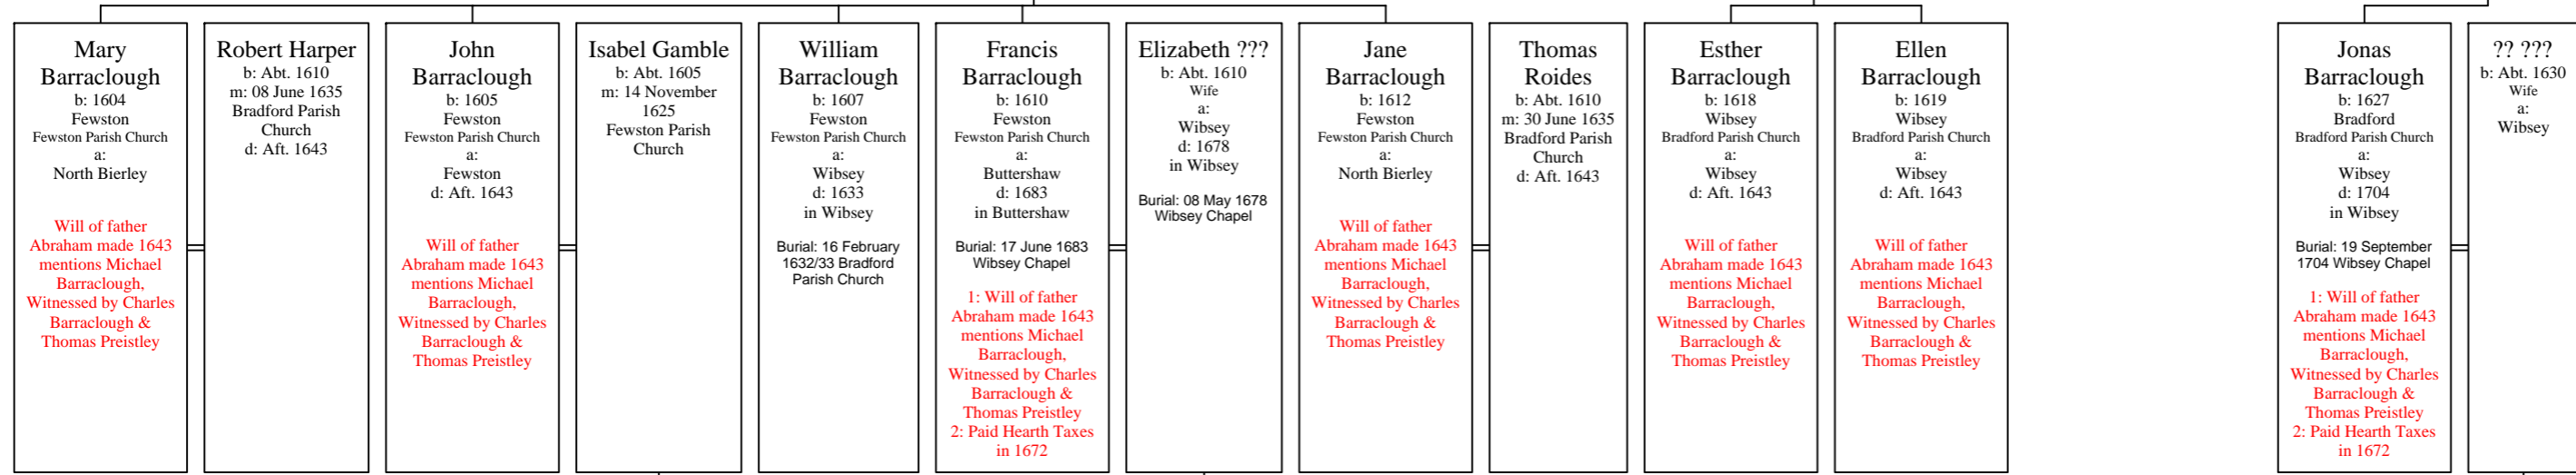 Mary
Barraclough
b: 1604
Fewston
Fewston Parish Church
a:
North Bierley
Will of father
Abraham made 1643
mentions Michael
Barraclough,
Witnessed by Charles
Barraclough &
Thomas Preistley
Robert Harper
b: Abt. 1610
m: 08 June 1635
Bradford Parish
Church
d: Aft. 1643
John
Barraclough
b: 1605
Fewston
Fewston Parish Church
a:
Fewston
d: Aft. 1643
Will of father
Abraham made 1643
mentions Michael
Barraclough,
Witnessed by Charles
Barraclough &
Thomas Preistley
Isabel Gamble
b: Abt. 1605
m: 14 November
1625
Fewston Parish
Church
William
Barraclough
b: 1607
Fewston
Fewston Parish Church
a:
Wibsey
d: 1633
in Wibsey
Burial: 16 February
1632/33 Bradford
Parish Church
Francis
Barraclough
b: 1610
Fewston
Fewston Parish Church
a:
Buttershaw
d: 1683
in Buttershaw
Burial: 17 June 1683
Wibsey Chapel
1: Will of father
Abraham made 1643
mentions Michael
Barraclough,
Witnessed by Charles
Barraclough &
Thomas Preistley
2: Paid Hearth Taxes
in 1672
Elizabeth ???
b: Abt. 1610
Wife
a:
Wibsey
d: 1678
in Wibsey
Burial: 08 May 1678
Wibsey Chapel
Jane
Barraclough
b: 1612
Fewston
Fewston Parish Church
a:
North Bierley
Will of father
Abraham made 1643
mentions Michael
Barraclough,
Witnessed by Charles
Barraclough &
Thomas Preistley
Thomas
Roides
b: Abt. 1610
m: 30 June 1635
Bradford Parish
Church
d: Aft. 1643
Esther
Barraclough
b: 1618
Wibsey
Bradford Parish Church
a:
Wibsey
d: Aft. 1643
Will of father
Abraham made 1643
mentions Michael
Barraclough,
Witnessed by Charles
Barraclough &
Thomas Preistley
Ellen
Barraclough
b: 1619
Wibsey
Bradford Parish Church
a:
Wibsey
d: Aft. 1643
Will of father
Abraham made 1643
mentions Michael
Barraclough,
Witnessed by Charles
Barraclough &
Thomas Preistley
Jonas
Barraclough
b: 1627
Bradford
Bradford Parish Church
a:
Wibsey
d: 1704
in Wibsey
Burial: 19 September
1704 Wibsey Chapel
1: Will of father
Abraham made 1643
mentions Michael
Barraclough,
Witnessed by Charles
Barraclough &
Thomas Preistley
2: Paid Hearth Taxes
in 1672
?? ???
b: Abt. 1630
Wife
a:
Wibsey